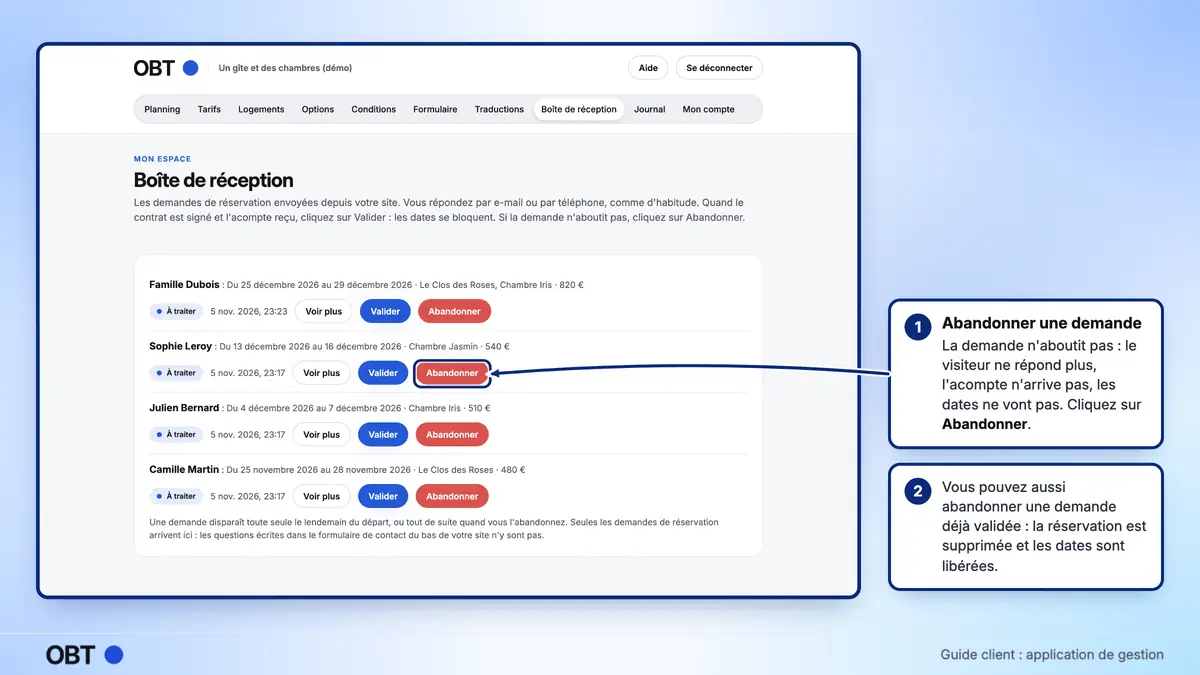 OBT
Un gîte et des chambres (démo)
Aide
Se déconnecter
Planning
Tarifs
Logements
Options
Conditions
Formulaire
Traductions
Boîte de réception
Journal
Mon compte
MON ESPACE
Boîte de réception
Les demandes de réservation envoyées depuis votre site. Vous répondez par e-mail ou par téléphone, comme d'habitude. Quand le
contrat est signé et l'acompte reçu, cliquez sur Valider : les dates se bloquent. Si la demande n'aboutit pas, cliquez sur Abandonner.
Famille Dubois : Du 25 décembre 2026 au 29 décembre 2026 · Le Clos des Roses, Chambre Iris · 820 €
À traiter
5 nov. 2026, 23:23
Voir plus
Valider
Abandonner
Sophie Leroy : Du 13 décembre 2026 au 16 décembre 2026 · Chambre Jasmin · 540 €
À traiter
5 nov. 2026, 23:17
Voir plus
Valider
Abandonner
Julien Bernard : Du 4 décembre 2026 au 7 décembre 2026 · Chambre Iris · 510 €
À traiter
5 nov. 2026, 23:17
Voir plus
Valider
Abandonner
Camille Martin : Du 25 novembre 2026 au 28 novembre 2026 · Le Clos des Roses · 480 €
À traiter
5 nov. 2026, 23:17
Voir plus
Valider
Abandonner
Une demande disparaît toute seule le lendemain du départ, ou tout de suite quand vous l'abandonnez. Seules les demandes de réservation
arrivent ici : les questions écrites dans le formulaire de contact du bas de votre site n'y sont pas.
1
Abandonner une demande
La demande n'aboutit pas : le
visiteur ne répond plus,
l'acompte n'arrive pas, les
dates ne vont pas. Cliquez sur
Abandonner.
2
Vous pouvez aussi
abandonner une demande
déjà validée : la réservation est
supprimée et les dates sont
libérées.
OBT
Guide client : application de gestion